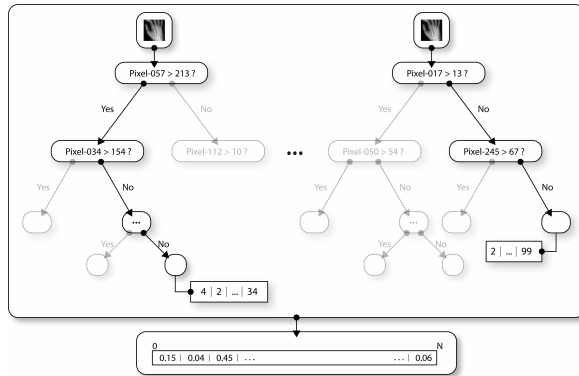 Pixel-057 > 213 ?
Pixel-017 > 13 ?
Yes
No
Yes
No
Pixel-034 > 154 ?
Pixel-112 > 10 ?
...
Pixel-050 > 54 ?
Pixel-245 > 67 ?
Yes
No
Yes
No
Yes
No
...
...
Yes
No
Yes
No
2 | ... | 99
4 | 2 | ... | 34
0
N
0.15 | 0.04 | 0.45 | ... ... | 0.06